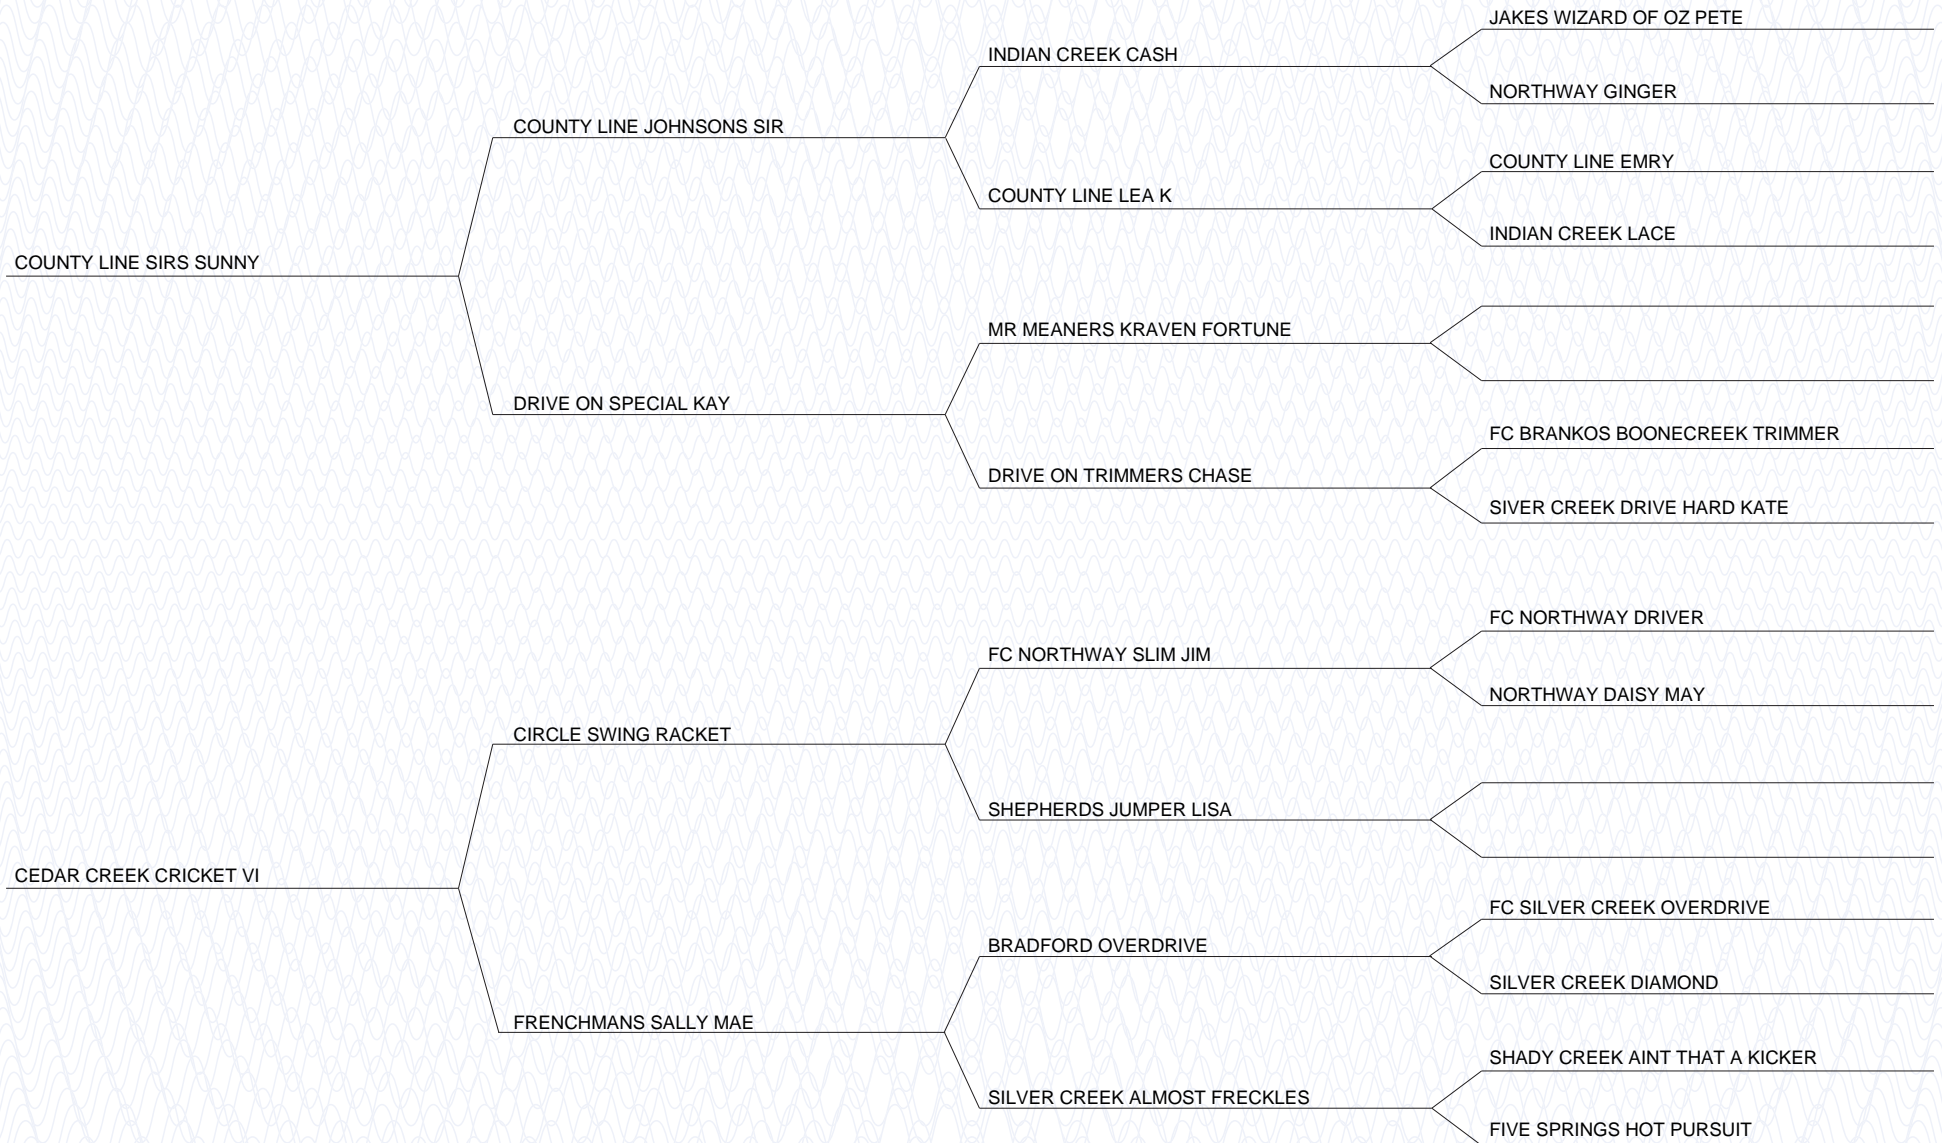 JAKES WIZARD OF OZ PETE
INDIAN CREEK CASH
NORTHWAY GINGER
COUNTY LINE JOHNSONS SIR
COUNTY LINE EMRY
COUNTY LINE LEA K
INDIAN CREEK LACE
COUNTY LINE SIRS SUNNY
MR MEANERS KRAVEN FORTUNE
DRIVE ON SPECIAL KAY
FC BRANKOS BOONECREEK TRIMMER
DRIVE ON TRIMMERS CHASE
SIVER CREEK DRIVE HARD KATE
FC NORTHWAY DRIVER
FC NORTHWAY SLIM JIM
NORTHWAY DAISY MAY
CIRCLE SWING RACKET
SHEPHERDS JUMPER LISA
CEDAR CREEK CRICKET VI
FC SILVER CREEK OVERDRIVE
BRADFORD OVERDRIVE
SILVER CREEK DIAMOND
FRENCHMANS SALLY MAE
SHADY CREEK AINT THAT A KICKER
SILVER CREEK ALMOST FRECKLES
FIVE SPRINGS HOT PURSUIT